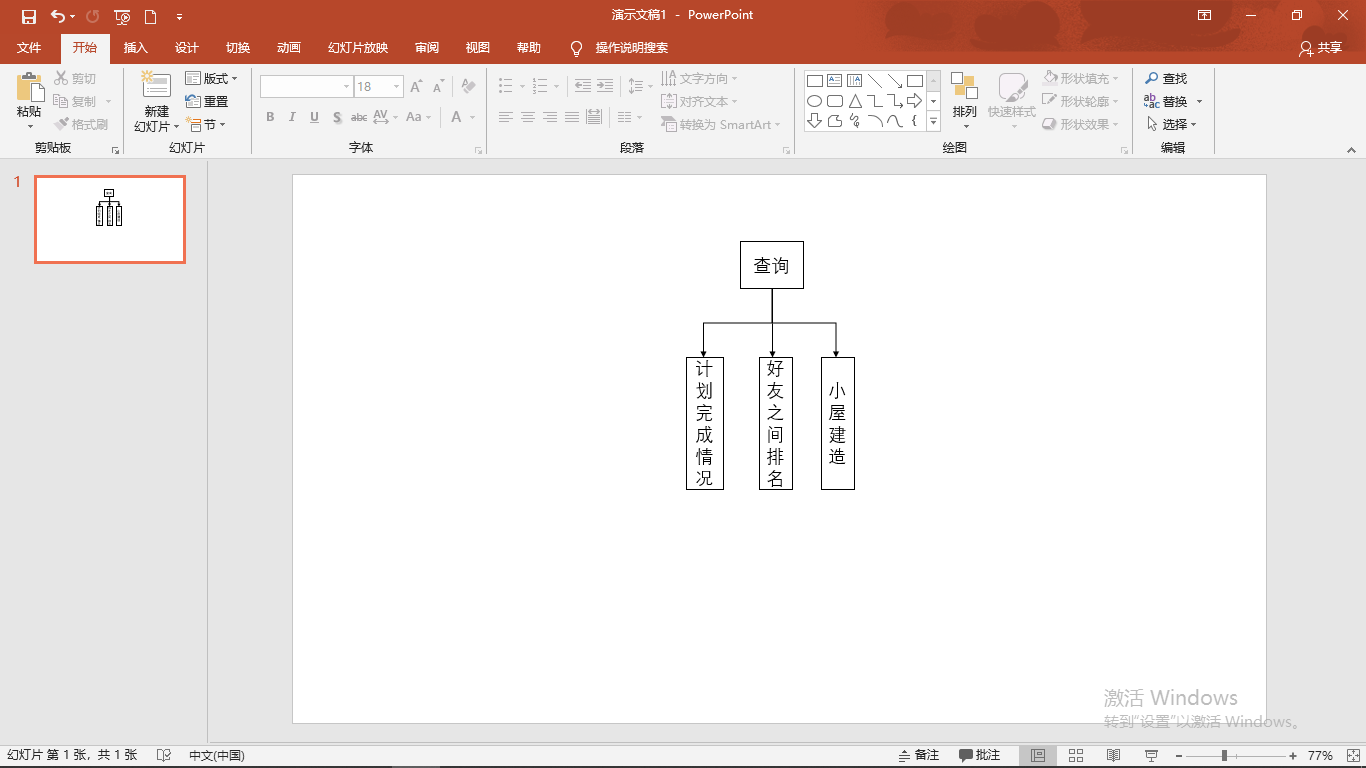 演示文稿1 - PowerPoint
文件 开始 插入 设计 切换 动画 幻灯片放映 审阅 视图 帮助 操作说明搜索 共享
粘贴
剪切
复制
格式刷
剪贴板
新建
幻灯片
版式
重置
节
幻灯片
18
B I U S abc AV Aa A
字体
文字方向
对齐文本
转换为 SmartArt
段落
排列
快速样式
形状填充
形状轮廓
形状效果
绘图
查找
替换
选择
编辑
1
查询
计划完成情况
好友之间排名
小屋建造
激活 Windows
转到"设置"以激活 Windows。
幻灯片 第 1 张，共 1 张 中文(中国) 备注 批注 77%